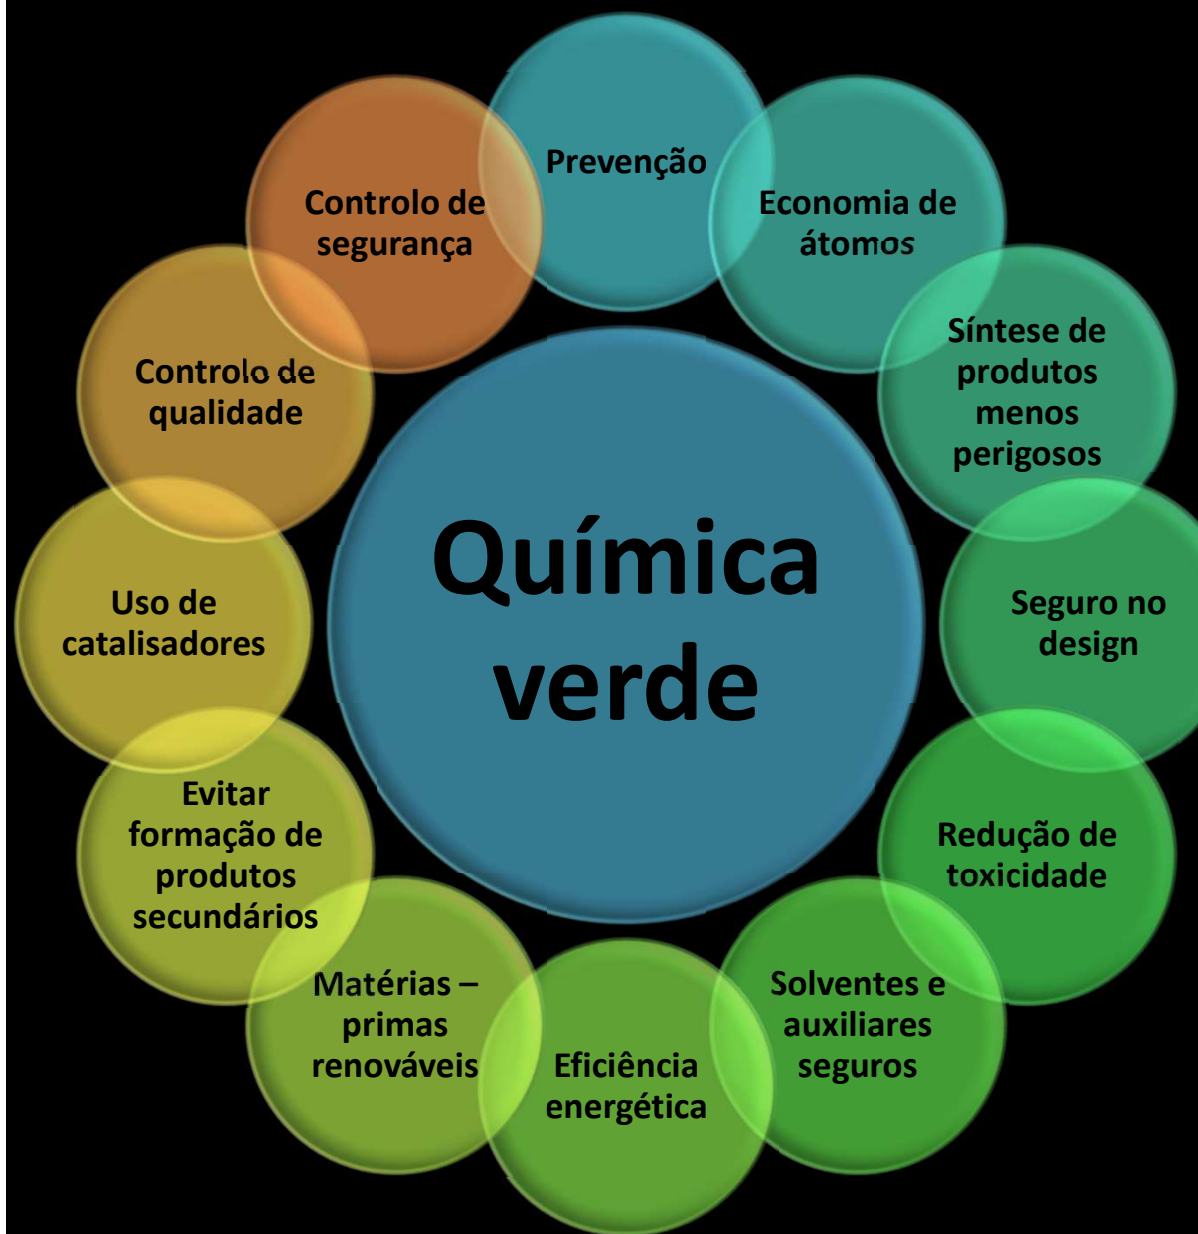 Prevenção
Economia de
átomos
Síntese de
produtos
menos
perigosos
Seguro no
design
Redução de
toxicidade
Solventes e
auxiliares
seguros
Eficiência
energética
Matérias –
primas
renováveis
Evitar
formação de
produtos
secundários
Uso de
catalisadores
Controlo de
qualidade
Controlo de
segurança
Química
verde